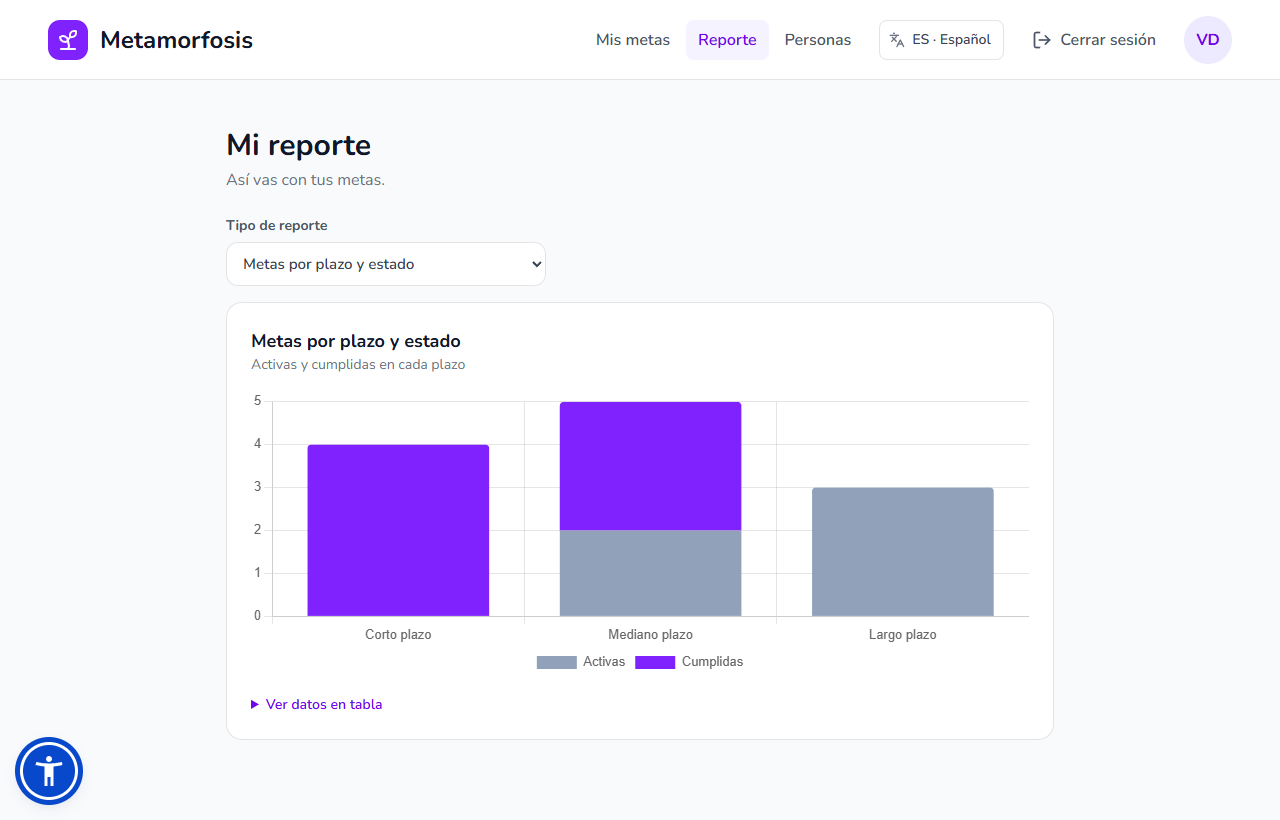 Metamorfosis
Mis metas
Reporte
Personas
ES · Español
Cerrar sesión
VD
Mi reporte
Así vas con tus metas.
Tipo de reporte
Metas por plazo y estado
Metas por plazo y estado
Activas y cumplidas en cada plazo
5
4
3
2
1
0
Corto plazo
Mediano plazo
Largo plazo
Activas
Cumplidas
Ver datos en tabla